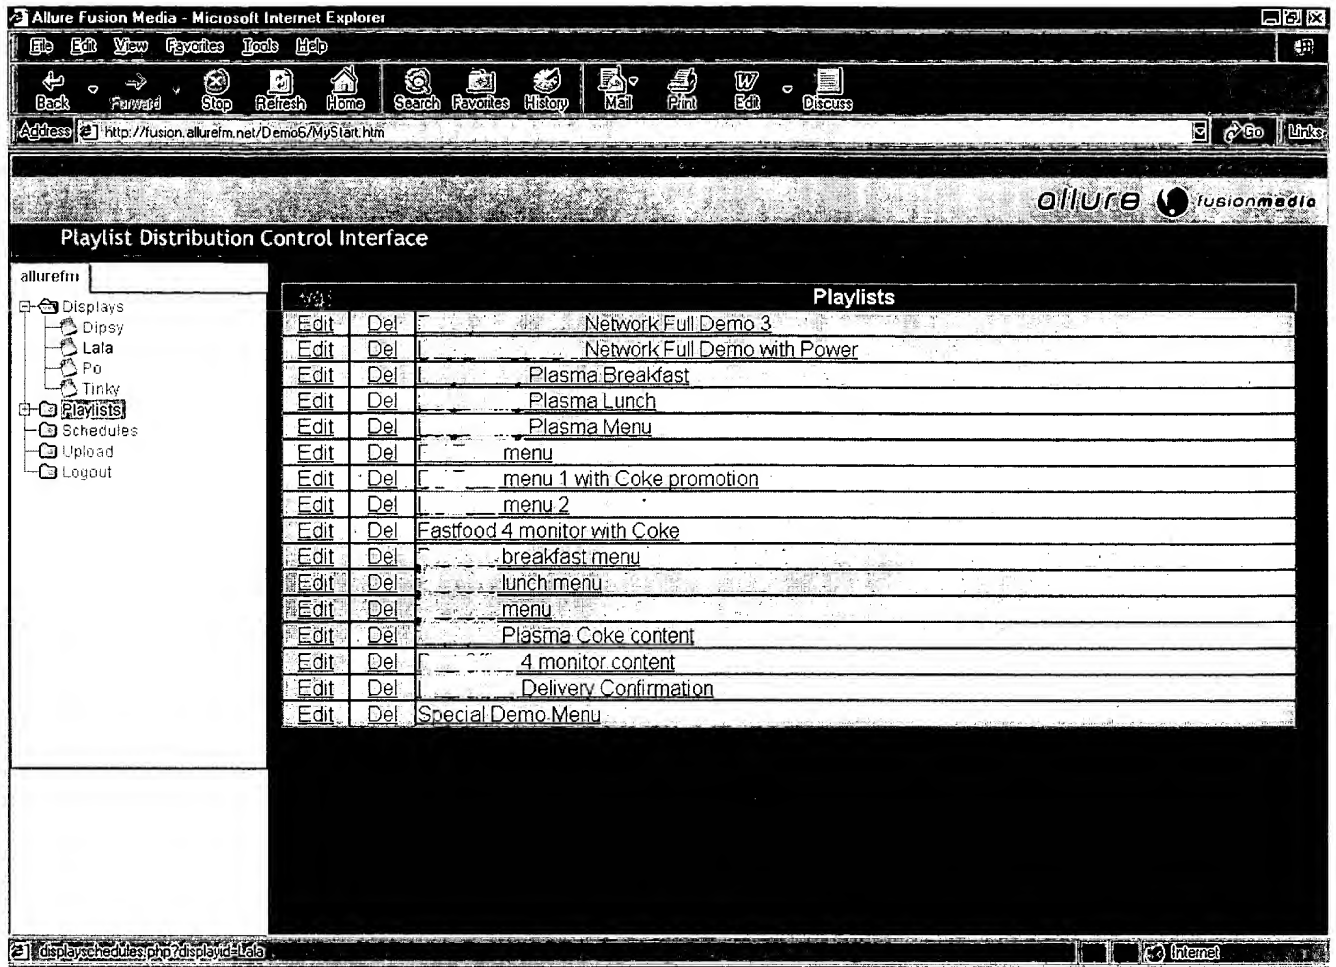 Allure Fusion Media - Microsoft Internet Explorer
File Edit View Favorites Tools Help
Back Forward Stop Refresh Home Search Favorites History Mail Print Edit Discuss
Address http://fusion.allurefm.net/Demo6/MyStart.htm Go Links
allure fusionmedia
Playlist Distribution Control Interface
allurefm
Displays
Dipsy
Lala
Po
Tinky
Playlists
Schedules
Upload
Logout
Playlists
Edit Del Network Full Demo 3
Edit Del Network Full Demo with Power
Edit Del Plasma Breakfast
Edit Del Plasma Lunch
Edit Del Plasma Menu
Edit Del menu
Edit Del menu 1 with Coke promotion
Edit Del menu 2
Edit Del Fastfood 4 monitor with Coke
Edit Del breakfast menu
Edit Del lunch menu
Edit Del menu
Edit Del Plasma Coke content
Edit Del 4 monitor content
Edit Del Delivery Confirmation
Edit Del Special Demo Menu
displayschedules.php?displayid=Lala Internet